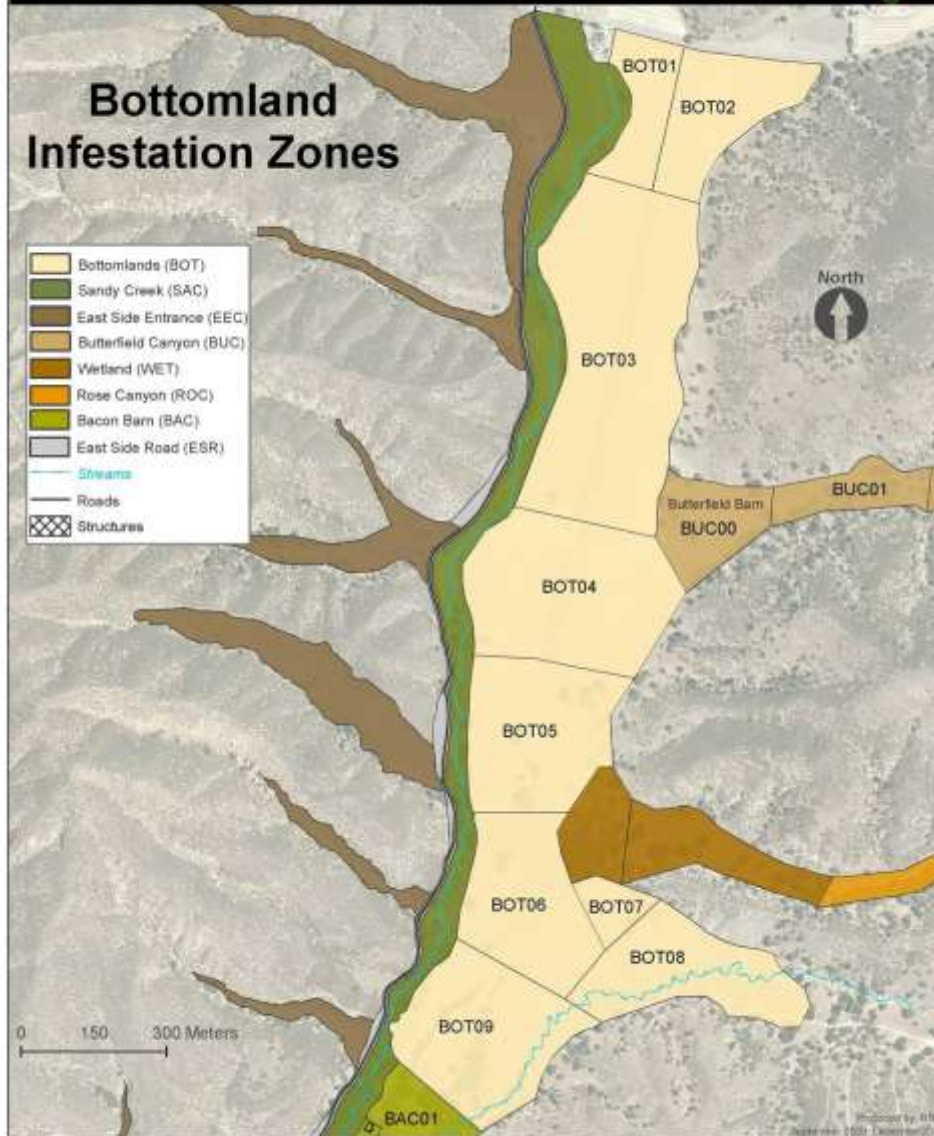 Bottomland
Infestation Zones
Bottomlands (BOT)
Sandy Creek (SAC)
East Side Entrance (EEC)
Butterfield Canyon (BUC)
Wetland (WET)
Rose Canyon (ROC)
Bacon Barn (BAC)
East Side Road (ESR)
Streams
Roads
Structures
North
BOT01
BOT02
BOT03
Butterfield Barn
BUC00
BUC01
BOT04
BOT05
BOT06
BOT07
BOT08
BOT09
BAC01
0 150 300 Meters
Produced by